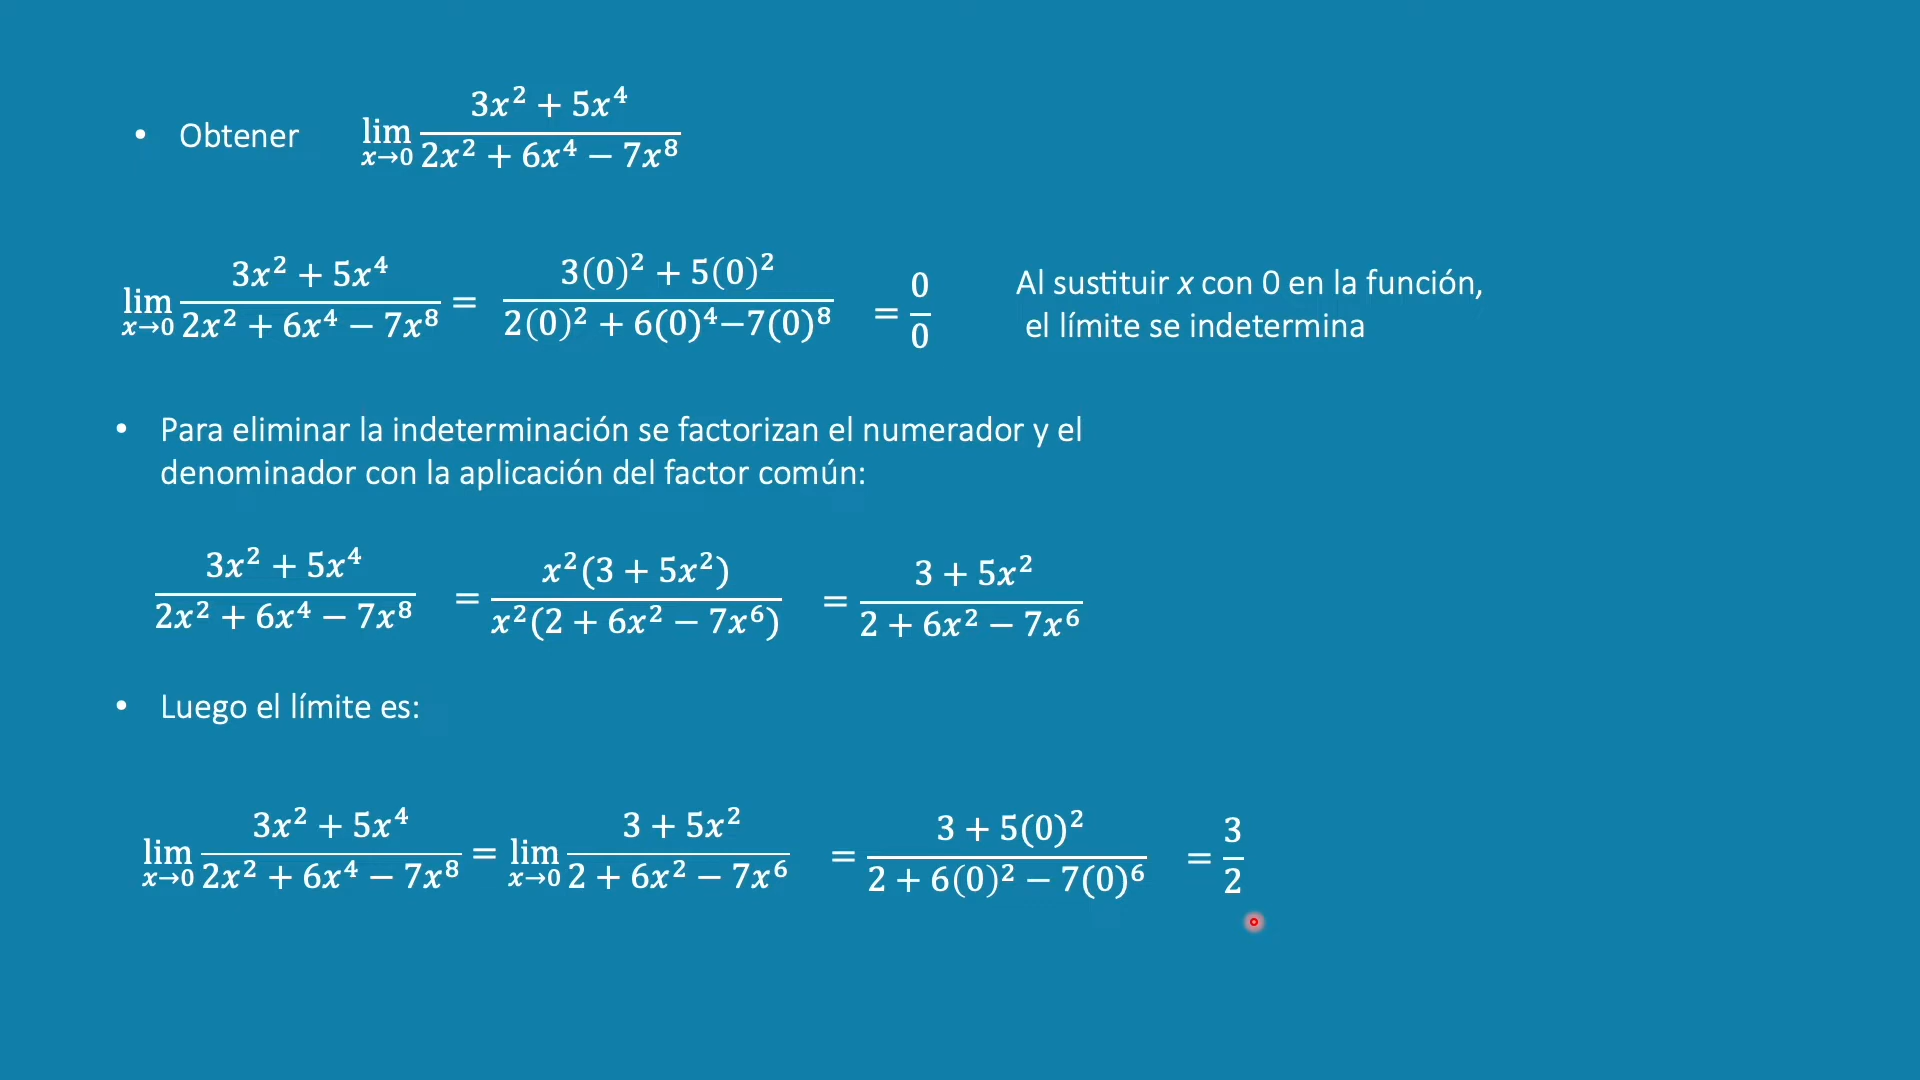 • Obtener lim x→0 (3x² + 5x⁴)/(2x² + 6x⁴ − 7x⁸)
lim x→0 (3x² + 5x⁴)/(2x² + 6x⁴ − 7x⁸) = (3(0)² + 5(0)²)/(2(0)² + 6(0)⁴−7(0)⁸) = 0/0
Al sustituir x con 0 en la función,
el límite se indetermina
• Para eliminar la indeterminación se factorizan el numerador y el
denominador con la aplicación del factor común:
(3x² + 5x⁴)/(2x² + 6x⁴ − 7x⁸) = x²(3 + 5x²)/x²(2 + 6x² − 7x⁶) = (3 + 5x²)/(2 + 6x² − 7x⁶)
• Luego el límite es:
lim x→0 (3x² + 5x⁴)/(2x² + 6x⁴ − 7x⁸) = lim x→0 (3 + 5x²)/(2 + 6x² − 7x⁶) = (3 + 5(0)²)/(2 + 6(0)² − 7(0)⁶) = 3/2